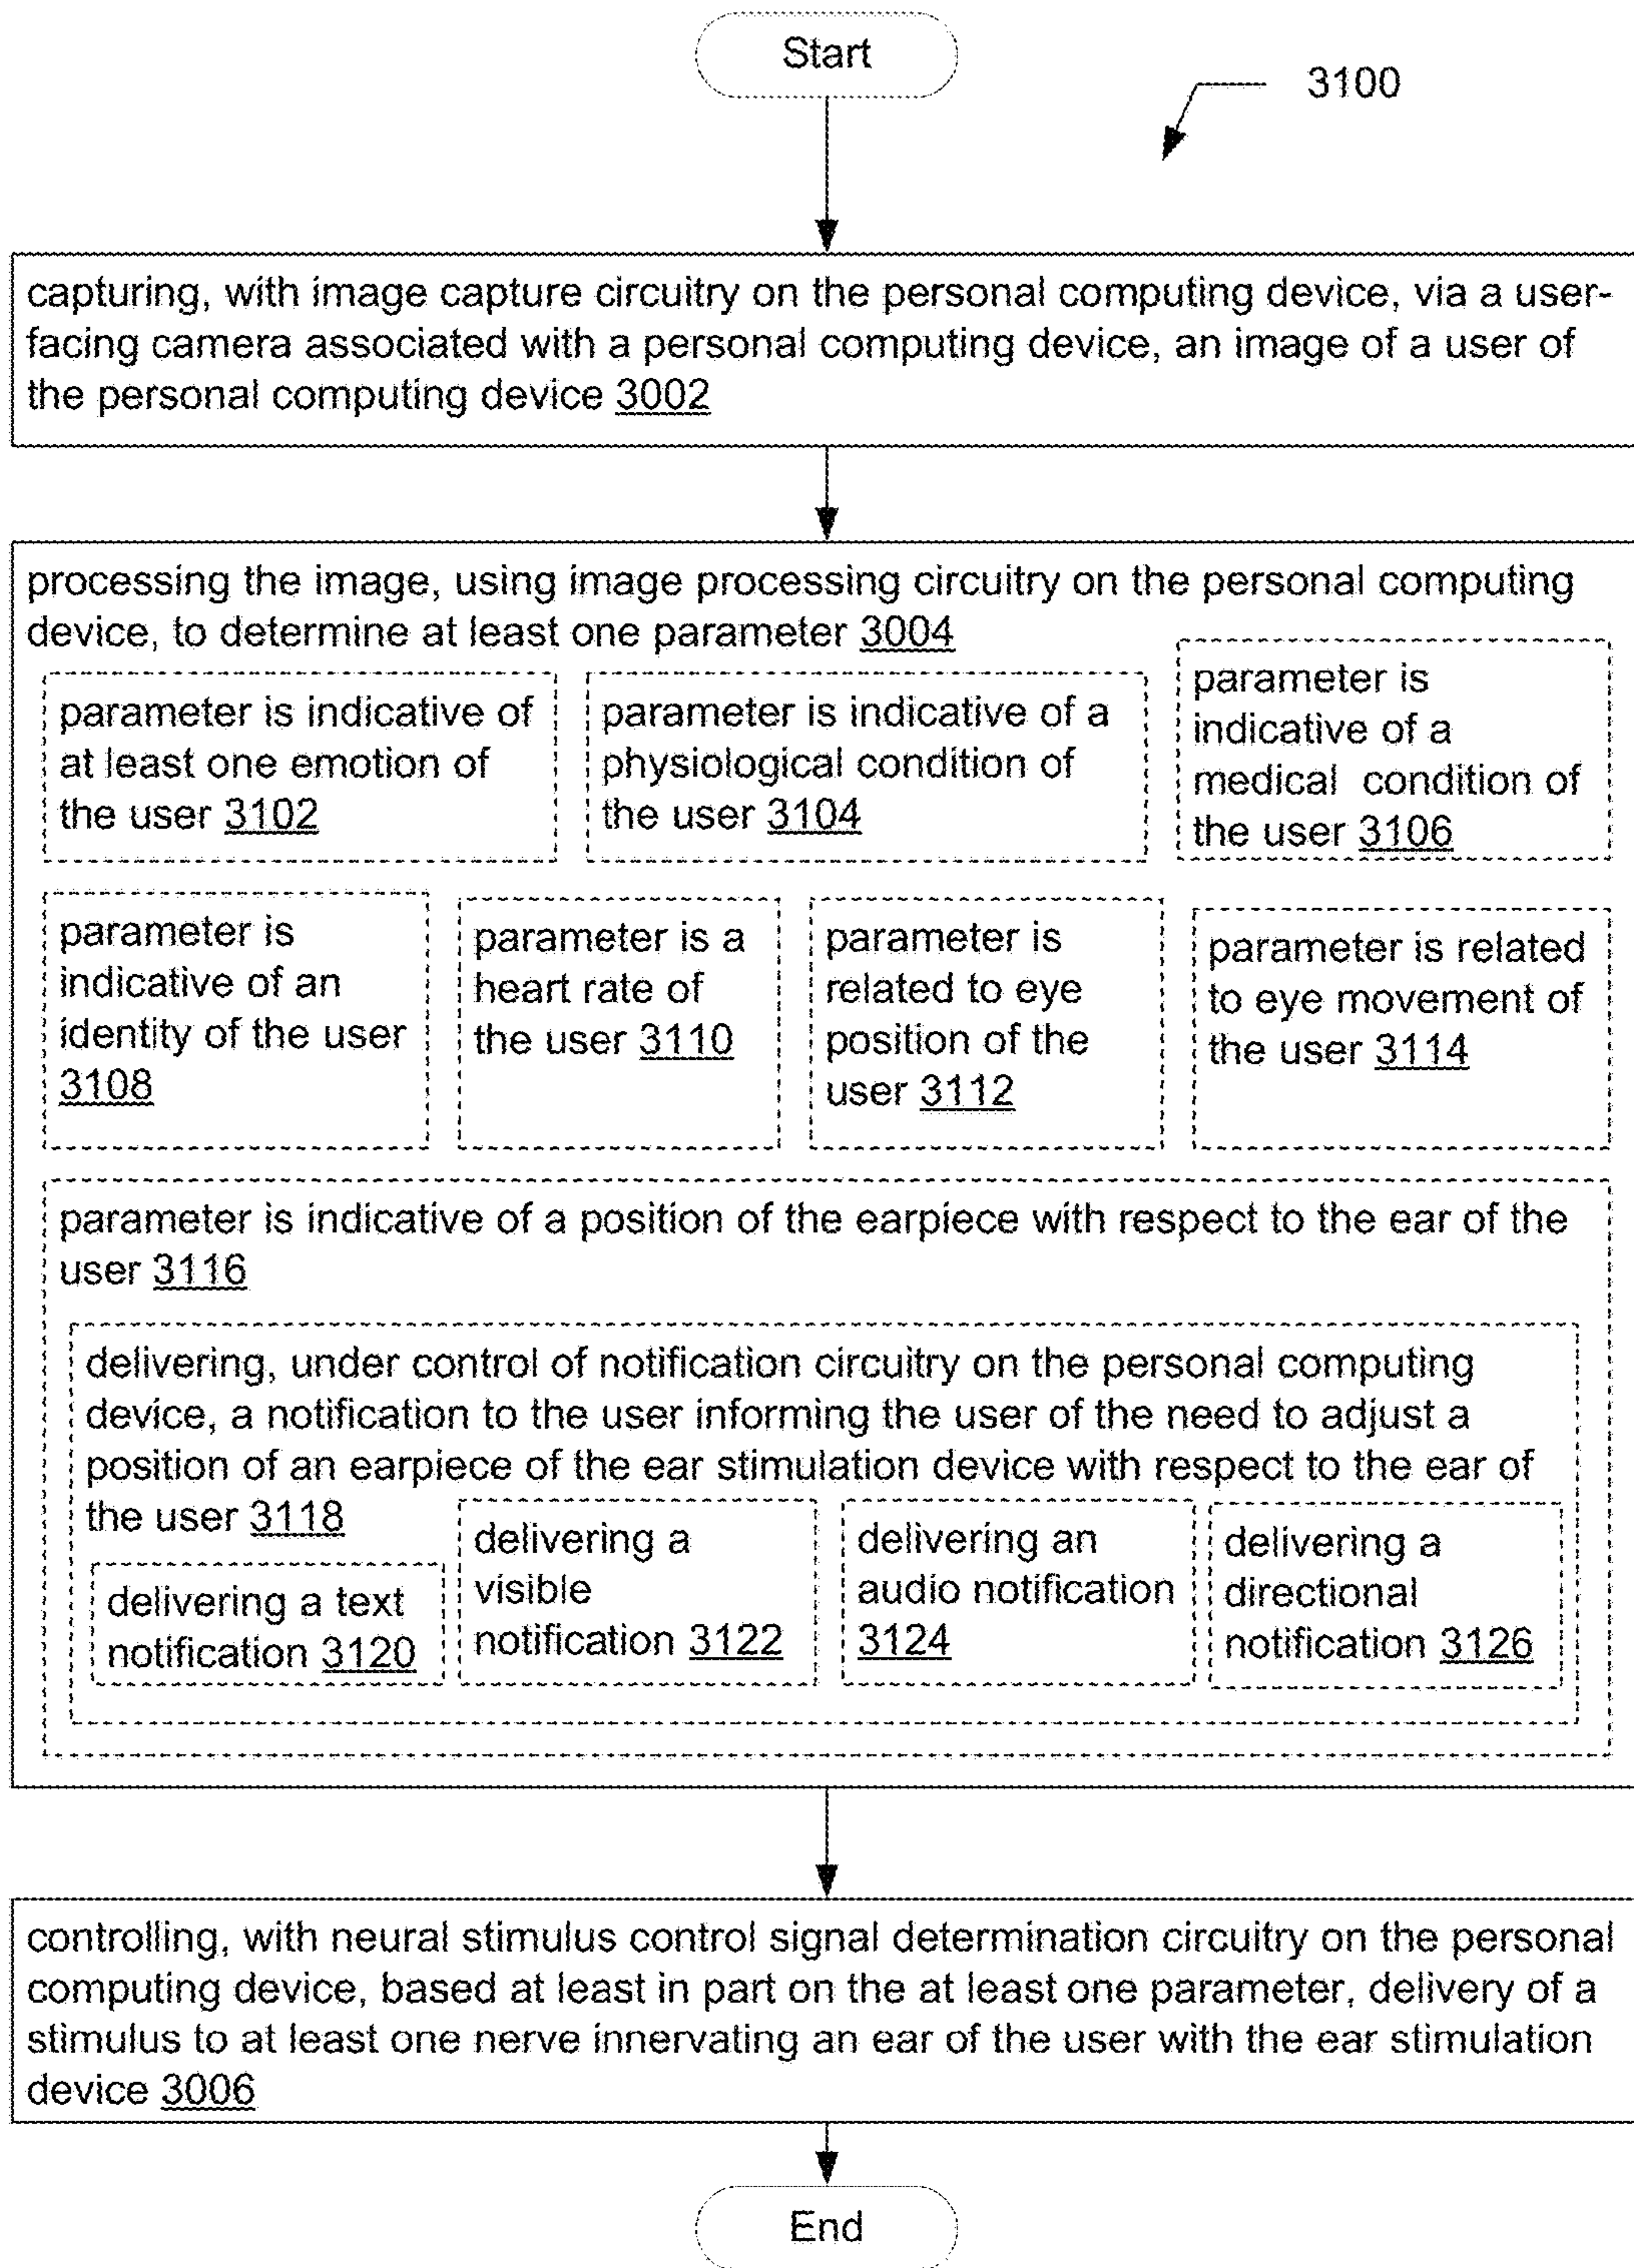 Start
3100
capturing, with image capture circuitry on the personal computing device, via a user-
facing camera associated with a personal computing device, an image of a user of
the personal computing device 3002
processing the image, using image processing circuitry on the personal computing
device, to determine at least one parameter 3004
parameter is indicative of
at least one emotion of
the user 3102
parameter is indicative of a
physiological condition of
the user 3104
parameter is
indicative of a
medical condition of
the user 3106
parameter is
indicative of an
identity of the user
3108
parameter is a
heart rate of
the user 3110
parameter is
related to eye
position of the
user 3112
parameter is related
to eye movement of
the user 3114
parameter is indicative of a position of the earpiece with respect to the ear of the
user 3116
delivering, under control of notification circuitry on the personal computing
device, a notification to the user informing the user of the need to adjust a
position of an earpiece of the ear stimulation device with respect to the ear of
the user 3118
delivering a text
notification 3120
delivering a
visible
notification 3122
delivering an
audio notification
3124
delivering a
directional
notification 3126
controlling, with neural stimulus control signal determination circuitry on the personal
computing device, based at least in part on the at least one parameter, delivery of a
stimulus to at least one nerve innervating an ear of the user with the ear stimulation
device 3006
End